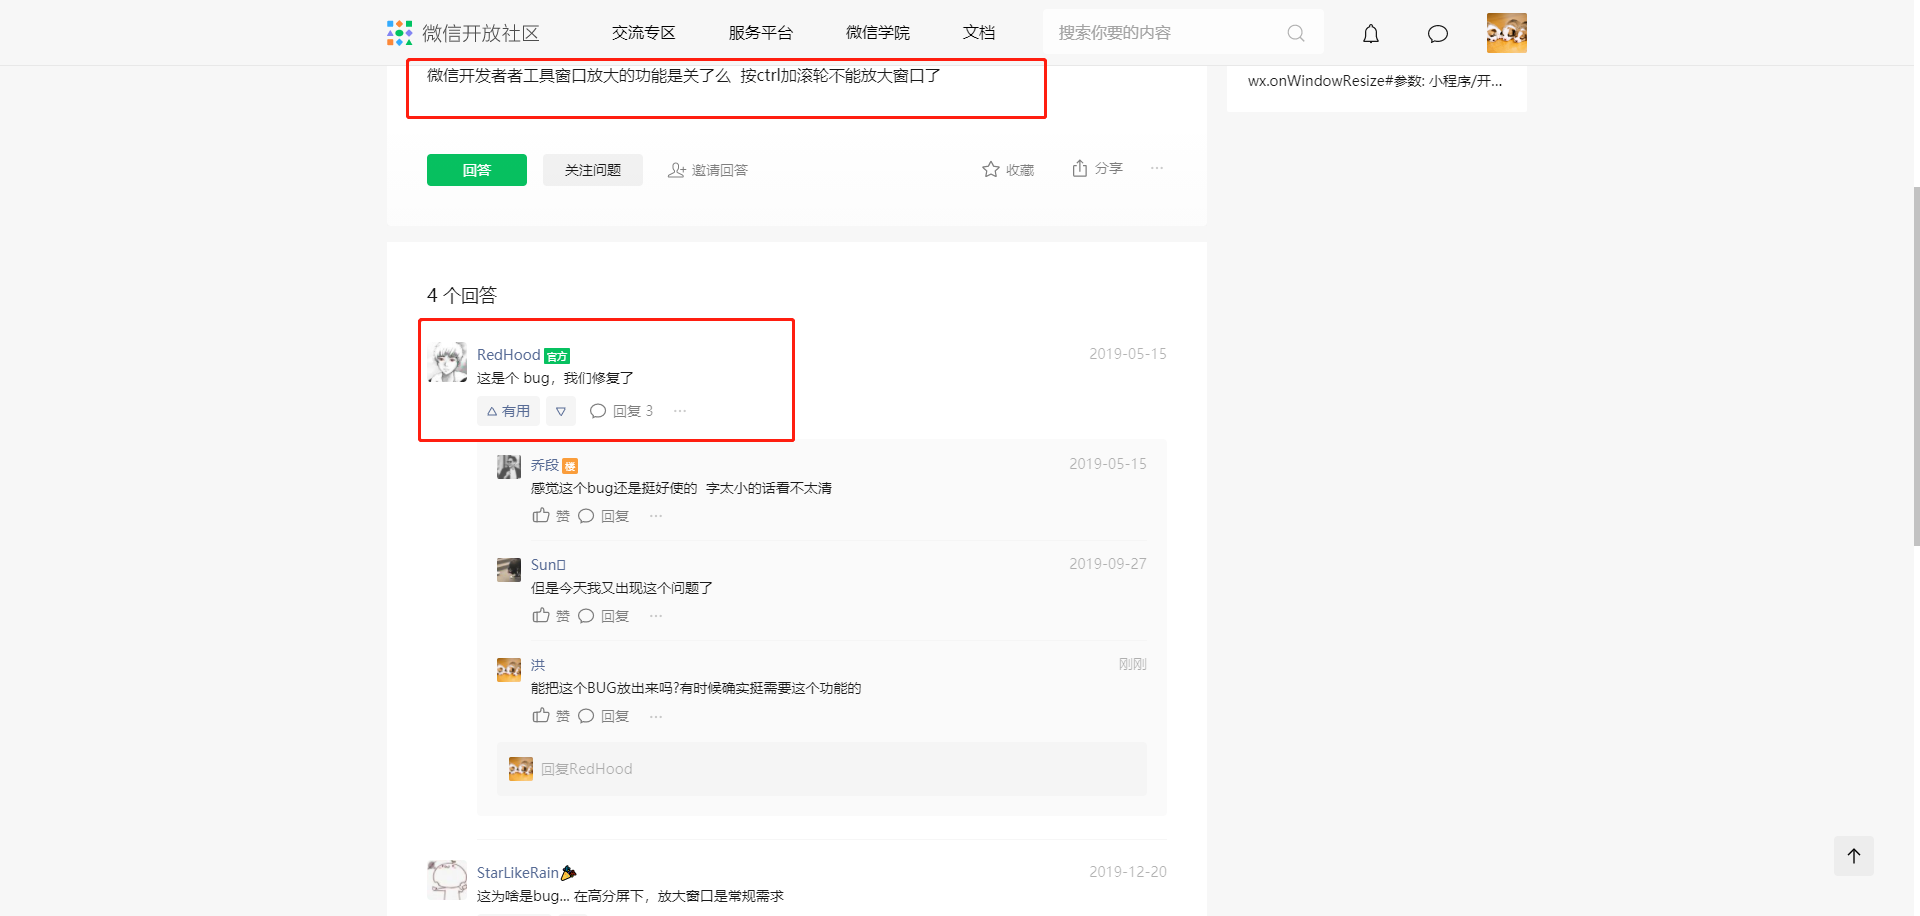 微信开放社区
交流专区
服务平台
微信学院
文档
搜索你要的内容
微信开发者者工具窗口放大的功能是关了么  按ctrl加滚轮不能放大窗口了
wx.onWindowResize#参数: 小程序/开...
回答
关注问题
邀请回答
收藏
分享
4 个回答
RedHood 官方
2019-05-15
这是个 bug，我们修复了
有用
回复 3
乔段 楼
2019-05-15
感觉这个bug还是挺好使的  字太小的话看不太清
赞 回复
Sun
2019-09-27
但是今天我又出现这个问题了
赞 回复
洪
刚刚
能把这个BUG放出来吗?有时候确实挺需要这个功能的
赞 回复
回复RedHood
StarLikeRain
2019-12-20
这为啥是bug... 在高分屏下，放大窗口是常规需求